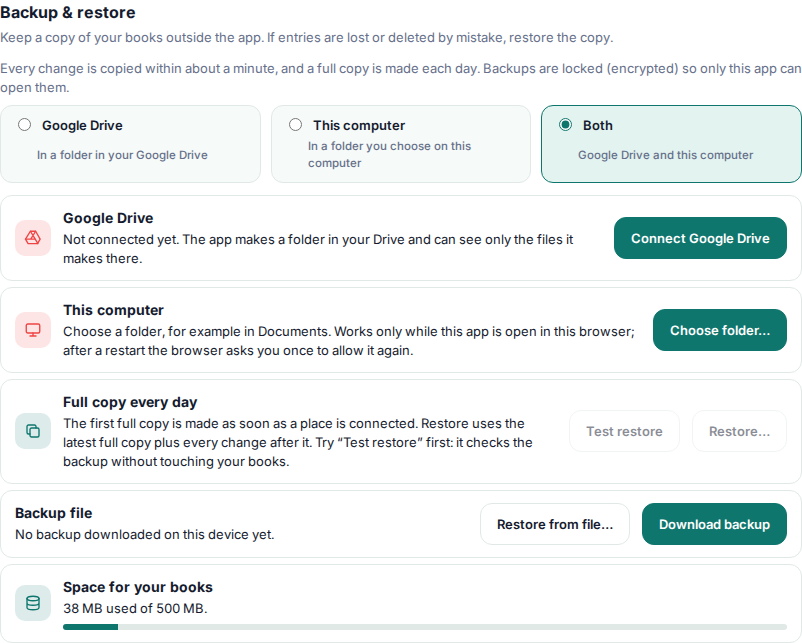 Backup & restore
Keep a copy of your books outside the app. If entries are lost or deleted by mistake, restore the copy.
Every change is copied within about a minute, and a full copy is made each day. Backups are locked (encrypted) so only this app can
open them.
Google Drive
In a folder in your Google Drive
This computer
In a folder you choose on this
computer
Both
Google Drive and this computer
Google Drive
Not connected yet. The app makes a folder in your Drive and can see only the files it
makes there.
Connect Google Drive
This computer
Choose a folder, for example in Documents. Works only while this app is open in this browser;
after a restart the browser asks you once to allow it again.
Choose folder...
Full copy every day
The first full copy is made as soon as a place is connected. Restore uses the
latest full copy plus every change after it. Try “Test restore” first: it checks the
backup without touching your books.
Test restore
Restore...
Backup file
No backup downloaded on this device yet.
Restore from file...
Download backup
Space for your books
38 MB used of 500 MB.